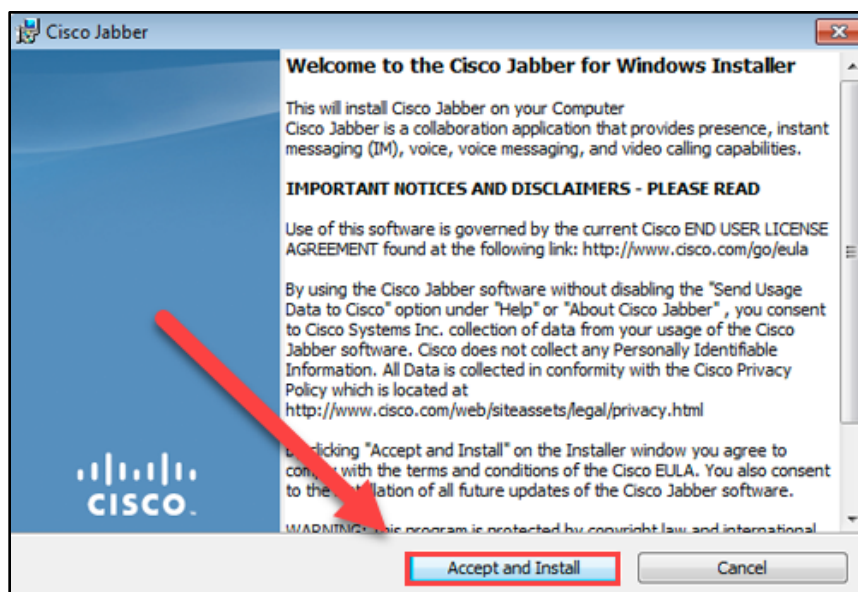 Cisco Jabber
Welcome to the Cisco Jabber for Windows Installer
This will install Cisco Jabber on your Computer
Cisco Jabber is a collaboration application that provides presence, instant
messaging (IM), voice, voice messaging, and video calling capabilities.
IMPORTANT NOTICES AND DISCLAIMERS - PLEASE READ
Use of this software is governed by the current Cisco END USER LICENSE
AGREEMENT found at the following link: http://www.cisco.com/go/eula
By using the Cisco Jabber software without disabling the "Send Usage
Data to Cisco" option under "Help" or "About Cisco Jabber" , you consent
to Cisco Systems Inc. collection of data from your usage of the Cisco
Jabber software. Cisco does not collect any Personally Identifiable
Information. All Data is collected in conformity with the Cisco Privacy
Policy which is located at
http://www.cisco.com/web/siteassets/legal/privacy.html
clicking "Accept and Install" on the Installer window you agree to
with the terms and conditions of the Cisco EULA. You also consent
to the of all future updates of the Cisco Jabber software.
WARNING: This program is protected by copyright law and international
CISCO
Accept and Install
Cancel